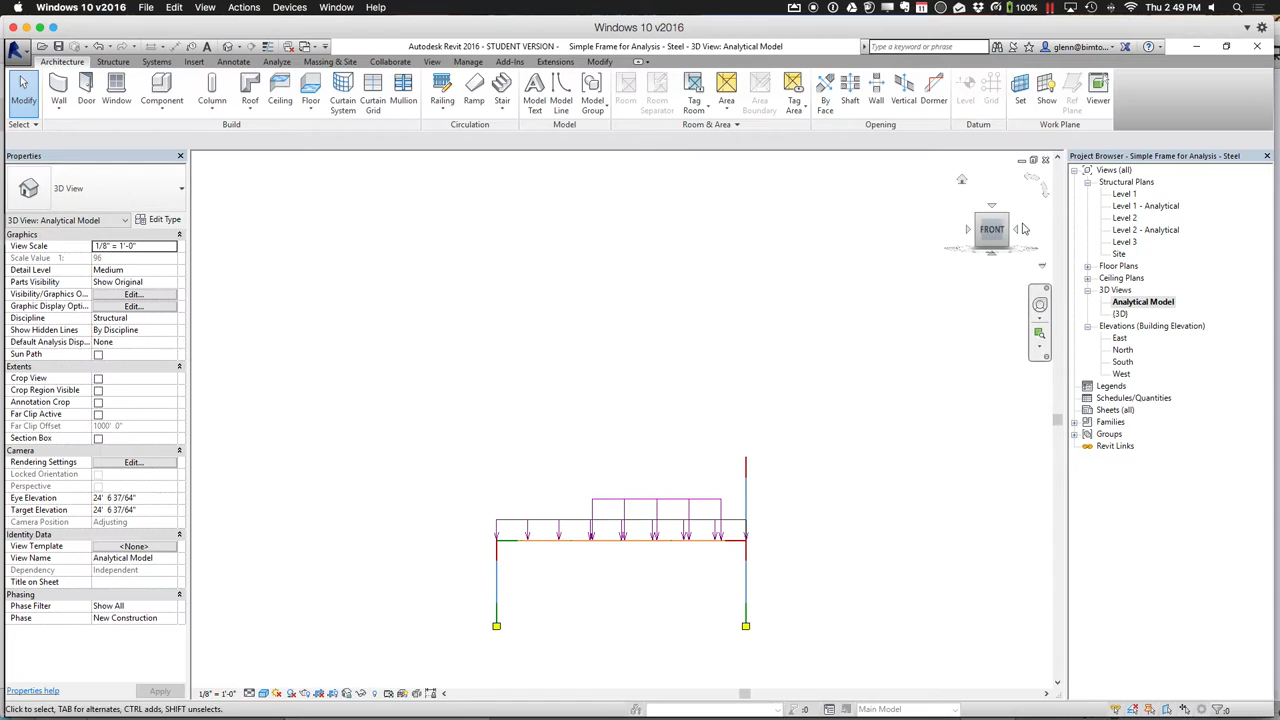 Windows 10 v2016 File Edit View Actions Devices Window Help 11 100% Thu 2:49 PM
Windows 10 v2016
Autodesk Revit 2016 - STUDENT VERSION - Simple Frame for Analysis - Steel - 3D View: Analytical Model
Type a keyword or phrase
glenn@bimto...
Architecture Structure Systems Insert Annotate Analyze Massing & Site Collaborate View Manage Add-Ins Extensions Modify
Modify Wall Door Window Component Column Roof Ceiling Floor Curtain System Curtain Grid Mullion Railing Ramp Stair Model Text Model Line Model Group Room Room Separator Tag Room Area Area Boundary Tag Area By Face Shaft Wall Vertical Dormer Level Grid Set Show Ref Plane Viewer
Select Build Circulation Model Room & Area Opening Datum Work Plane
Properties
3D View
3D View: Analytical Model Edit Type
Graphics
View Scale 1/8" = 1'-0"
Scale Value 1: 96
Detail Level Medium
Parts Visibility Show Original
Visibility/Graphics O... Edit...
Graphic Display Opti... Edit...
Discipline Structural
Show Hidden Lines By Discipline
Default Analysis Disp... None
Sun Path
Extents
Crop View
Crop Region Visible
Annotation Crop
Far Clip Active
Far Clip Offset 1000' 0"
Section Box
Camera
Rendering Settings Edit...
Locked Orientation
Perspective
Eye Elevation 24' 6 37/64"
Target Elevation 24' 6 37/64"
Camera Position Adjusting
Identity Data
View Template <None>
View Name Analytical Model
Dependency Independent
Title on Sheet
Phasing
Phase Filter Show All
Phase New Construction
Properties help Apply
FRONT
Project Browser - Simple Frame for Analysis - Steel
Views (all)
Structural Plans
Level 1
Level 1 - Analytical
Level 2
Level 2 - Analytical
Level 3
Site
Floor Plans
Ceiling Plans
3D Views
Analytical Model
{3D}
Elevations (Building Elevation)
East
North
South
West
Legends
Schedules/Quantities
Sheets (all)
Families
Groups
Revit Links
1/8" = 1'-0"
Click to select, TAB for alternates, CTRL adds, SHIFT unselects.
:0
Main Model
:0